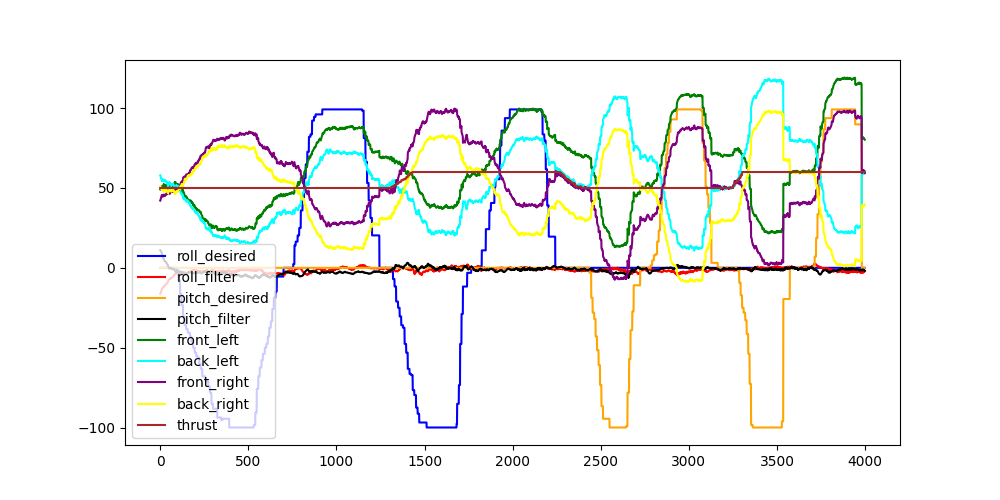 100
50
0
−50
−100
roll_desired
roll_filter
pitch_desired
pitch_filter
front_left
back_left
front_right
back_right
thrust
0 500 1000 1500 2000 2500 3000 3500 4000